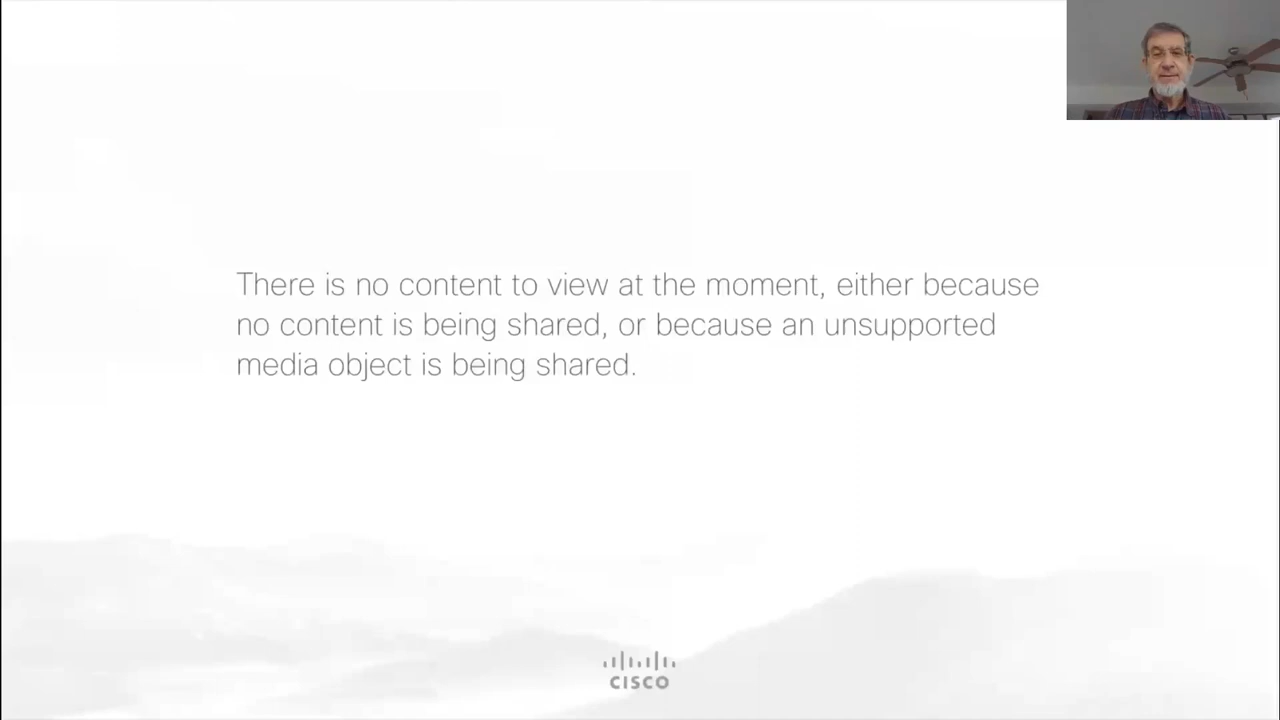 There is no content to view at the moment, either because
no content is being shared, or because an unsupported
media object is being shared.
CISCO